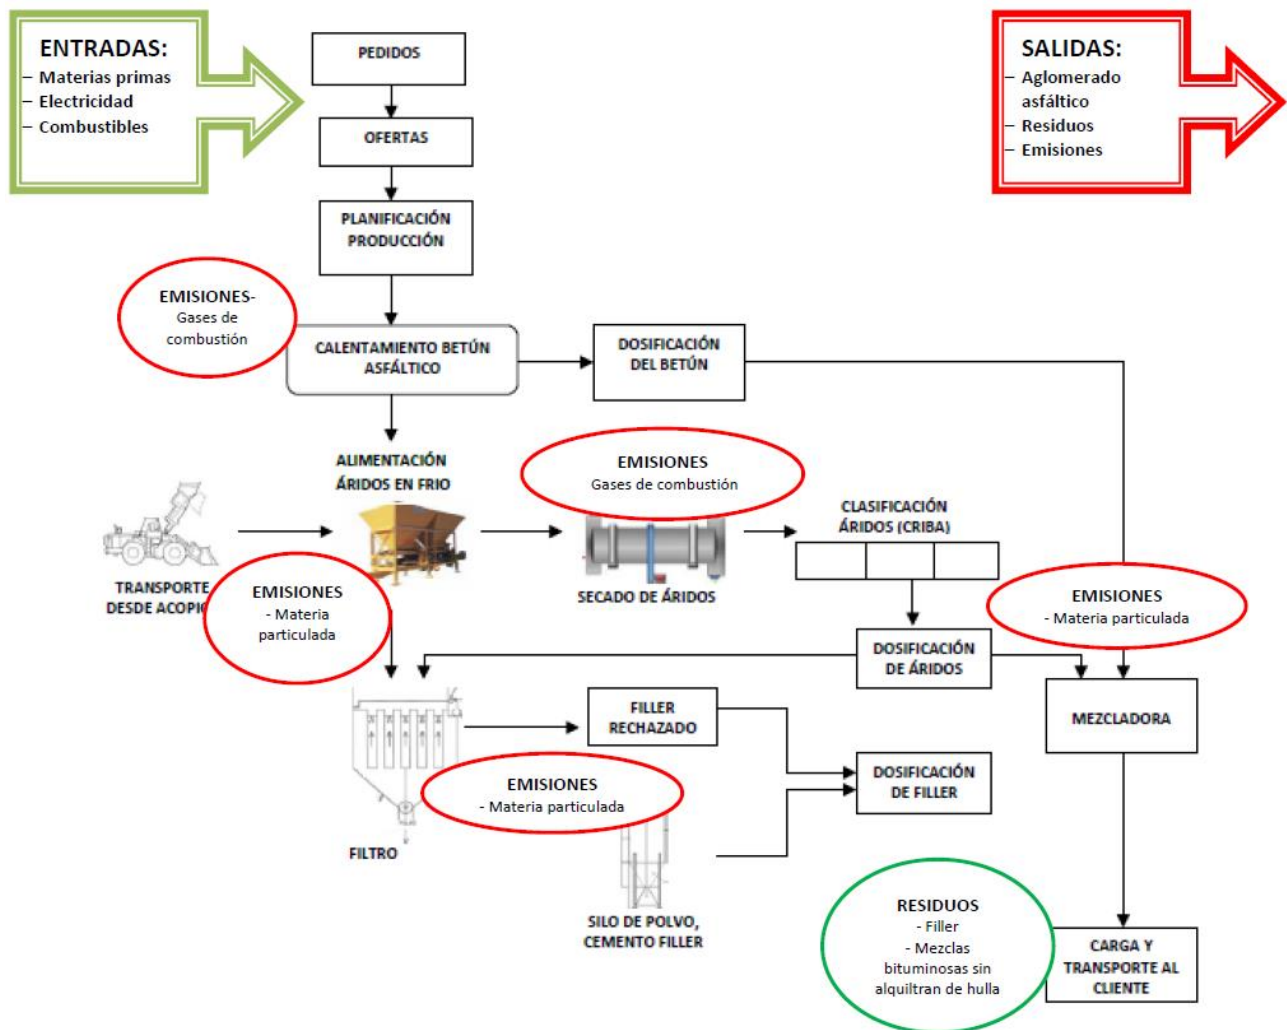 ENTRADAS:
– Materias primas
– Electricidad
– Combustibles
PEDIDOS
SALIDAS:
– Aglomerado
asfáltico
– Residuos
– Emisiones
OFERTAS
PLANIFICACIÓN
PRODUCCIÓN
EMISIONES-
Gases de
combustión
CALENTAMIENTO BETÚN
ASFÁLTICO
DOSIFICACIÓN
DEL BETÚN
ALIMENTACIÓN
ÁRIDOS EN FRIO
EMISIONES
Gases de combustión
CLASIFICACIÓN
ÁRIDOS (CRIBA)
TRANSPORTE
DESDE ACOPIO
EMISIONES
- Materia
particulada
SECADO DE ÁRIDOS
EMISIONES
- Materia particulada
DOSIFICACIÓN
DE ÁRIDOS
MEZCLADORA
FILLER
RECHAZADO
EMISIONES
- Materia particulada
DOSIFICACIÓN
DE FILLER
FILTRO
SILO DE POLVO,
CEMENTO FILLER
RESIDUOS
- Filler
- Mezclas
bituminosas sin
alquiltran de hulla
CARGA Y
TRANSPORTE AL
CLIENTE